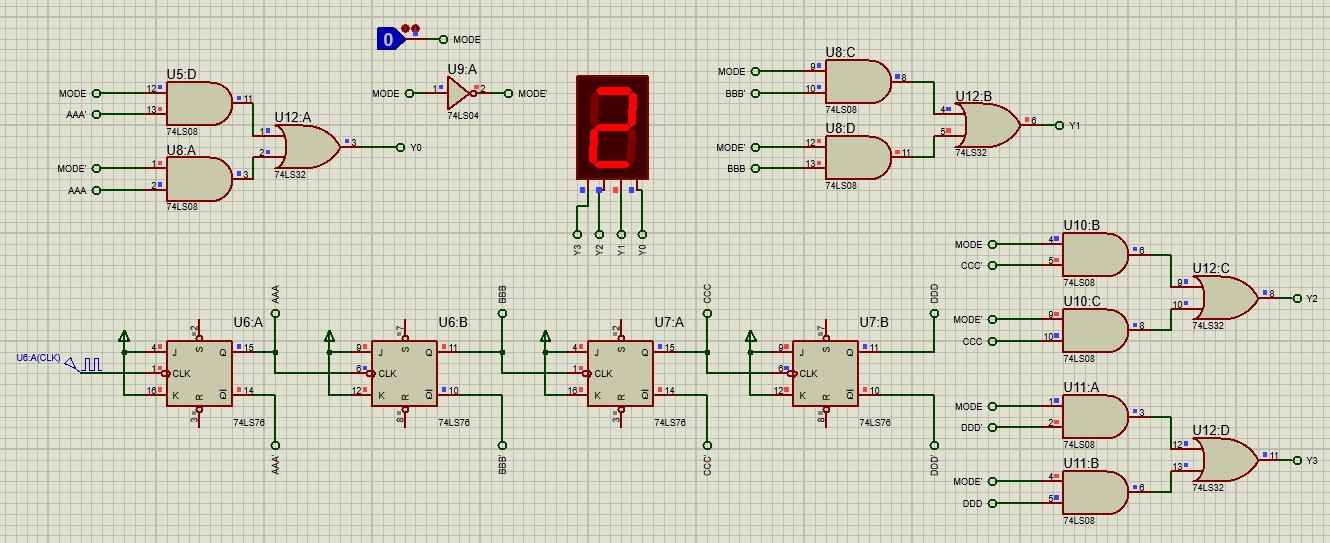 0 MODE
U9:A
MODE 1 2 MODE'
74LS04
U5:D
MODE 12
AAA' 13
11
74LS08
U8:A
MODE' 1
AAA 2
3
74LS08
U12:A
1
2
3 Y0
74LS32
2
Y3 Y2 Y1 Y0
U8:C
MODE 9
BBB' 10
8
74LS08
U8:D
MODE' 12
BBB 13
11
74LS08
U12:B
4
5
6 Y1
74LS32
U10:B
MODE 4
CCC' 5
6
74LS08
U10:C
MODE' 9
CCC 10
8
74LS08
U12:C
9
10
8 Y2
74LS32
U11:A
MODE 1
DDD' 2
3
74LS08
U11:B
MODE' 4
DDD 5
6
74LS08
U12:D
12
13
11 Y3
74LS32
U6:A(CLK)
U6:A
AAA
2
4 J S Q 15
1 CLK
16 K R Q 14
3
74LS76
AAA'
U6:B
BBB
7
9 J S Q 11
6 CLK
12 K R Q 10
8
74LS76
BBB'
U7:A
CCC
2
4 J S Q 15
1 CLK
16 K R Q 14
3
74LS76
CCC'
U7:B
DDD
7
9 J S Q 11
6 CLK
12 K R Q 10
8
74LS76
DDD'